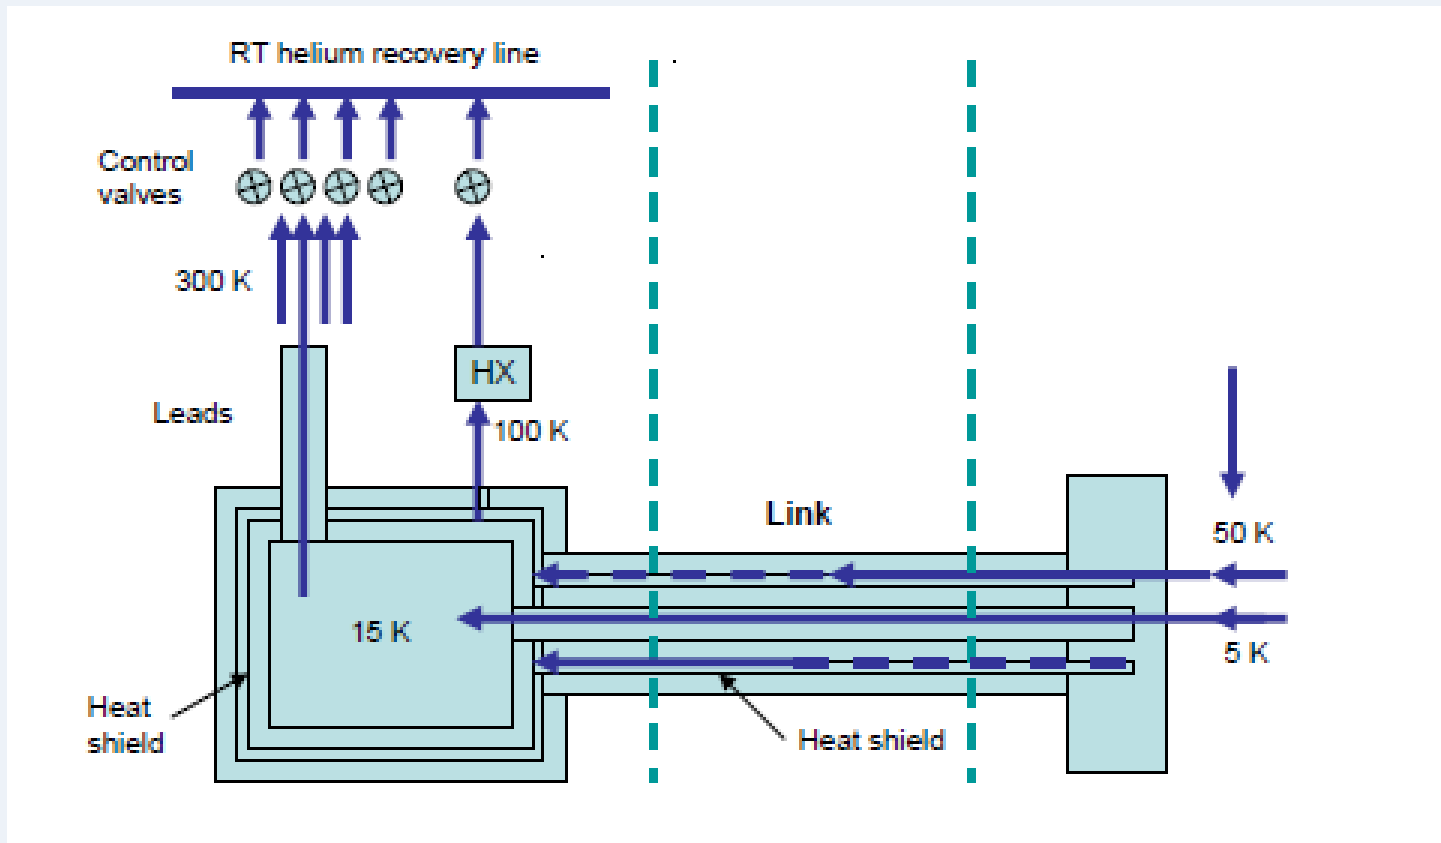 RT helium recovery line
Control
valves
300 K
HX
Leads
100 K
Link
50 K
15 K
5 K
Heat
shield
Heat shield